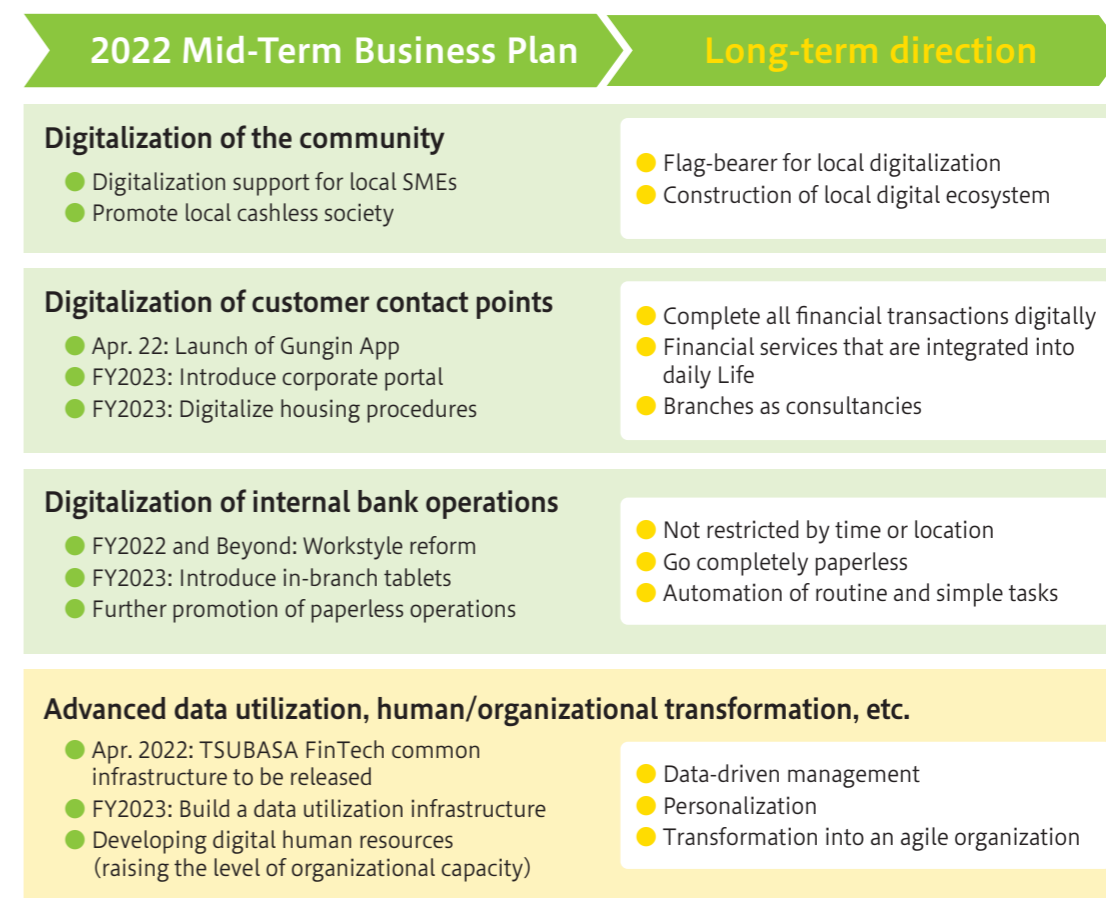 2022 Mid-Term Business Plan
Long-term direction
Digitalization of the community
Digitalization support for local SMEs
Promote local cashless society
Flag-bearer for local digitalization
Construction of local digital ecosystem
Digitalization of customer contact points
Apr. 22: Launch of Gungin App
FY2023: Introduce corporate portal
FY2023: Digitalize housing procedures
Complete all financial transactions digitally
Financial services that are integrated into
daily Life
Branches as consultancies
Digitalization of internal bank operations
FY2022 and Beyond: Workstyle reform
FY2023: Introduce in-branch tablets
Further promotion of paperless operations
Not restricted by time or location
Go completely paperless
Automation of routine and simple tasks
Advanced data utilization, human/organizational transformation, etc.
Apr. 2022: TSUBASA FinTech common
infrastructure to be released
FY2023: Build a data utilization infrastructure
Developing digital human resources
(raising the level of organizational capacity)
Data-driven management
Personalization
Transformation into an agile organization